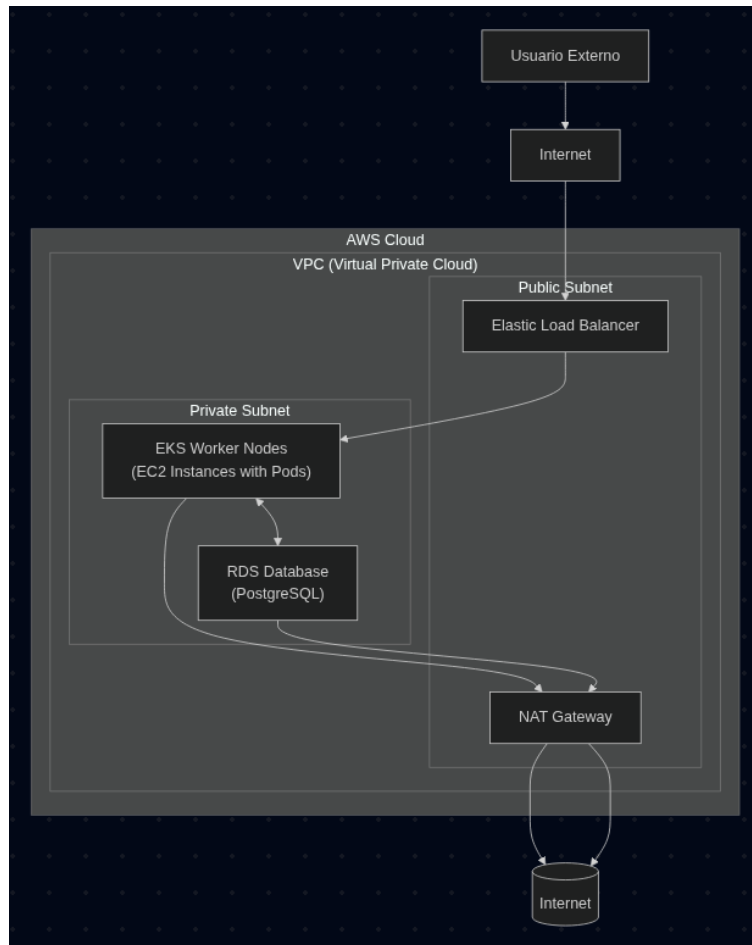 Usuario Externo
Internet
AWS Cloud
VPC (Virtual Private Cloud)
Public Subnet
Elastic Load Balancer
Private Subnet
EKS Worker Nodes
(EC2 Instances with Pods)
RDS Database
(PostgreSQL)
NAT Gateway
Internet